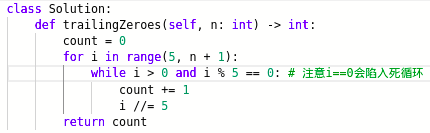 class Solution:
    def trailingZeroes(self, n: int) -> int:
        count = 0
        for i in range(5, n + 1):
            while i > 0 and i % 5 == 0: # 注意i==0会陷入死循环
                count += 1
                i //= 5
        return count